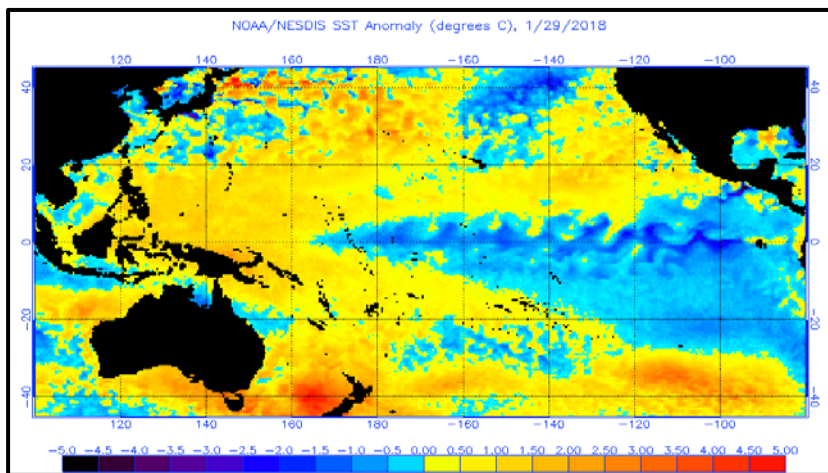 NOAA/NESDIS SST Anomaly (degrees C), 1/29/2018
120 140 160 180 -160 -140 -120 -100
40 40
20 20
0 0
-20 -20
-40 -40
120 140 160 180 -160 -140 -120 -100
-5.0 -4.5 -4.0 -3.5 -3.0 -2.5 -2.0 -1.5 -1.0 -0.5 0.00 0.50 1.00 1.50 2.00 2.50 3.00 3.50 4.00 4.50 5.00